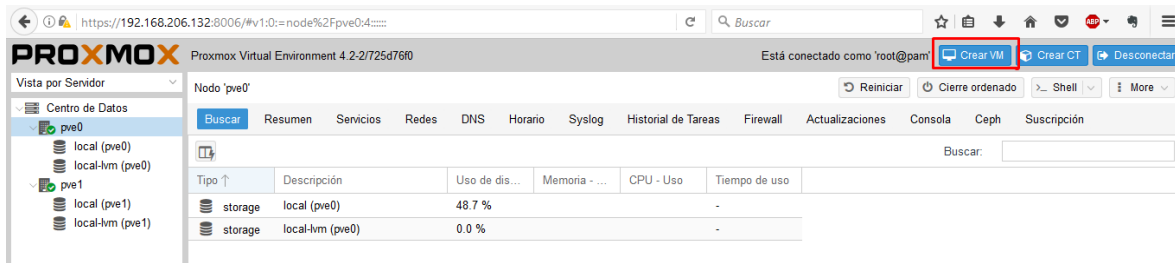 https://192.168.206.132:8006/#v1:0:=node%2Fpve0:4::::::
Buscar
ABP
PROXMOX Proxmox Virtual Environment 4.2-2/725d76f0 Está conectado como 'root@pam' Crear VM Crear CT Desconectar
Vista por Servidor
Centro de Datos
pve0
local (pve0)
local-lvm (pve0)
pve1
local (pve1)
local-lvm (pve1)
Nodo 'pve0' Reiniciar Cierre ordenado >_ Shell More
Buscar Resumen Servicios Redes DNS Horario Syslog Historial de Tareas Firewall Actualizaciones Consola Ceph Suscripción
Buscar:
Tipo ↑ Descripción Uso de dis... Memoria - ... CPU - Uso Tiempo de uso
storage local (pve0) 48.7 % -
storage local-lvm (pve0) 0.0 % -